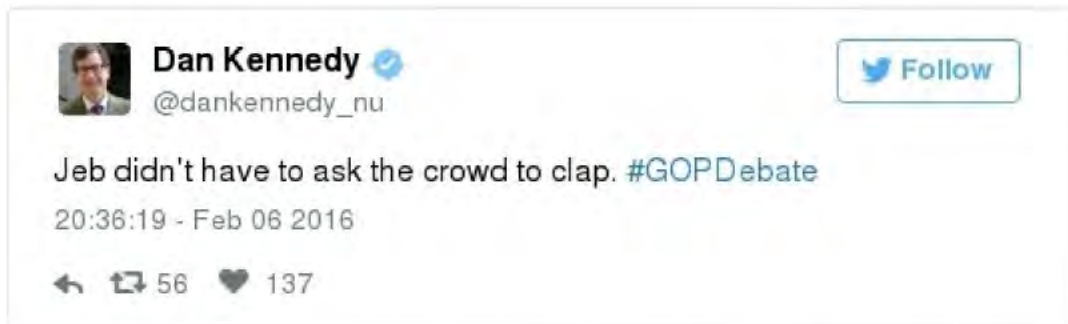 Dan Kennedy
Follow
@dankennedy_nu
Jeb didn't have to ask the crowd to clap. #GOPDebate
20:36:19 - Feb 06 2016
56 137